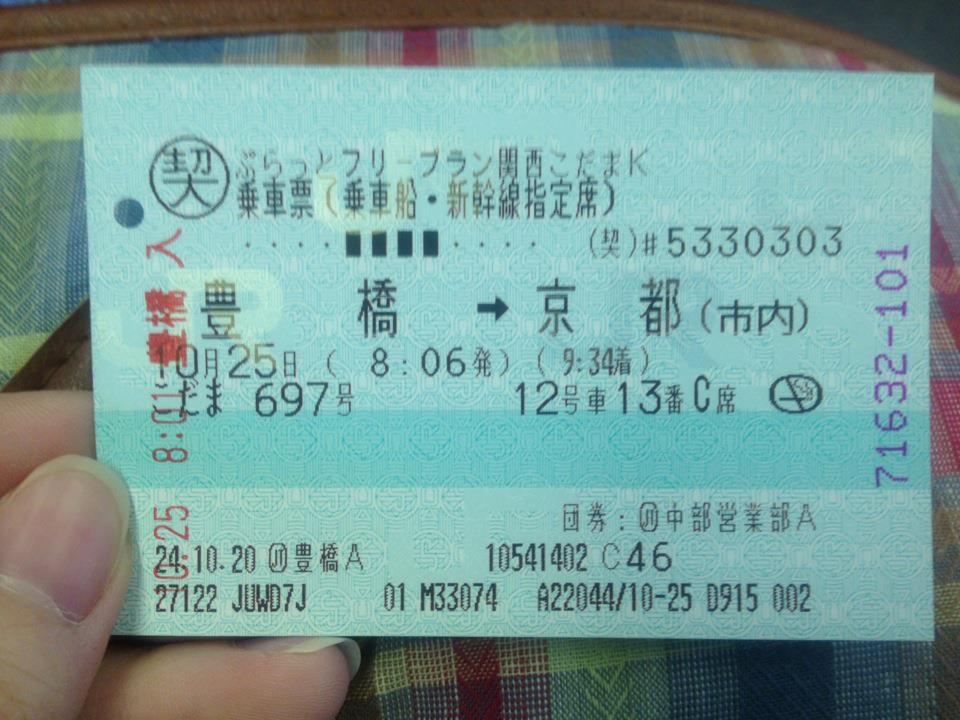 契 ぷらっとフリープラン関西こだまK
乗車票(乗車船・新幹線指定席)
・・・・■■■■・・・・ (契)#5330303
豊橋→京都(市内)
10月25日( 8:06発)( 9:34着)
こだま 697号 12号車13番C席
団券:㋷中部営業部A
24.10.20 豊橋A 10541402 C46
27122 JUWD7J 01 M33074 A22044/10-25 D915 002
10.25 8:01 豊橋 入
71632-101